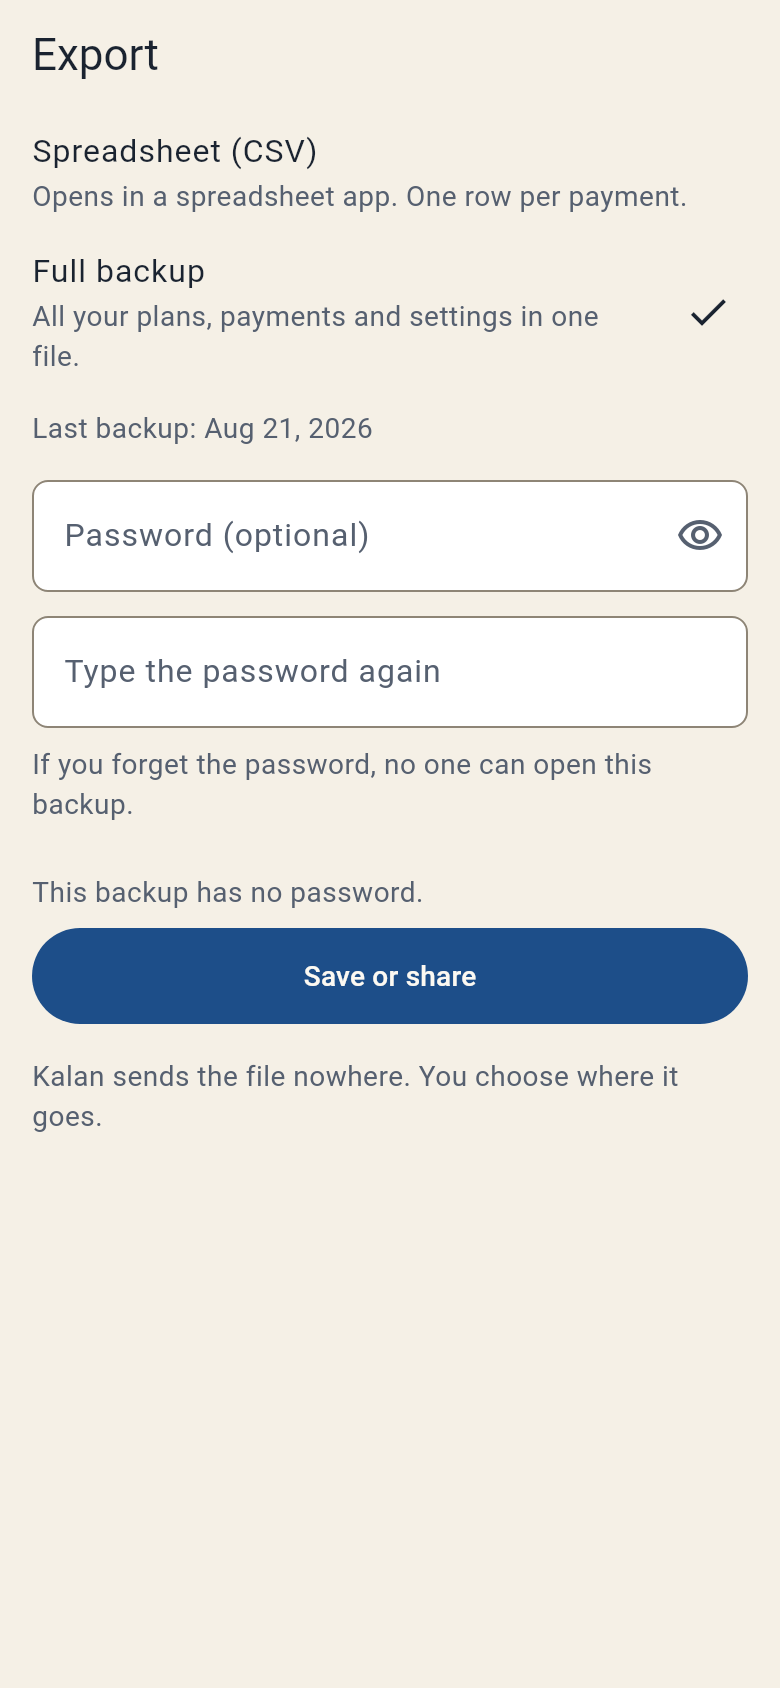 Export
Spreadsheet (CSV)
Opens in a spreadsheet app. One row per payment.
Full backup
All your plans, payments and settings in one
file.
Last backup: Aug 21, 2026
Password (optional)
Type the password again
If you forget the password, no one can open this
backup.
This backup has no password.
Save or share
Kalan sends the file nowhere. You choose where it
goes.